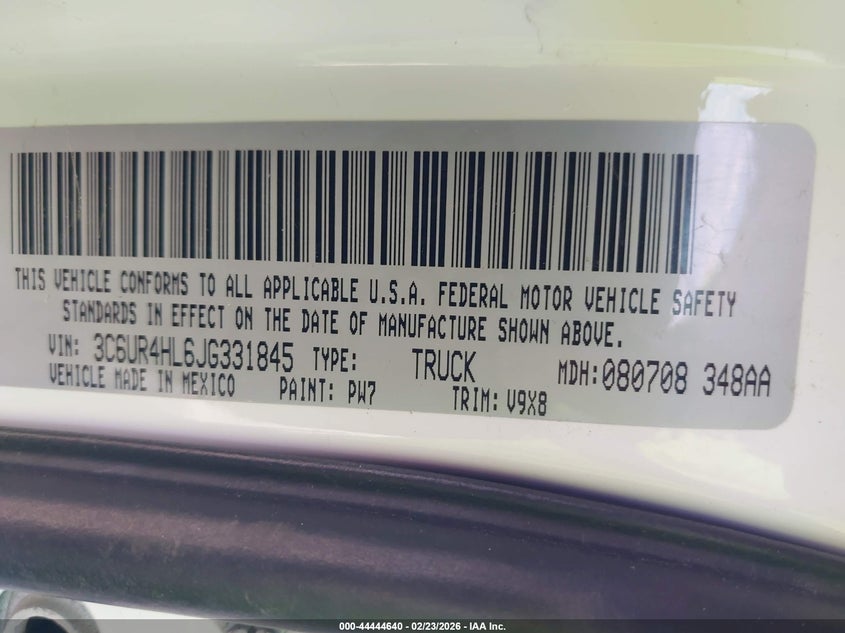 THIS VEHICLE CONFORMS TO ALL APPLICABLE U.S.A. FEDERAL MOTOR VEHICLE SAFETY
STANDARDS IN EFFECT ON THE DATE OF MANUFACTURE SHOWN ABOVE.
VIN: 3C6UR4HL6JG331845 TYPE: TRUCK MDH:080708 348AA
VEHICLE MADE IN MEXICO PAINT: PW7 TRIM: V9X8
000-44444640 - 02/23/2026 - IAA Inc.